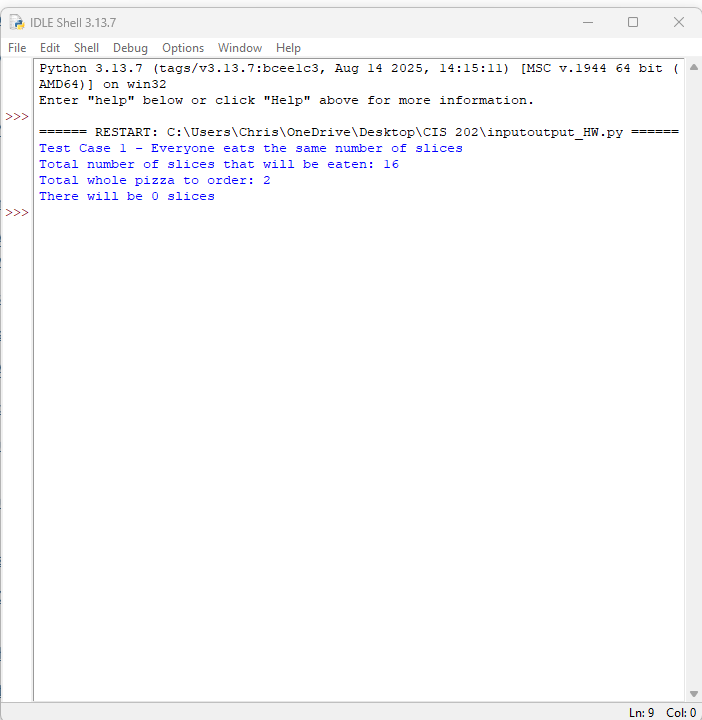 IDLE Shell 3.13.7
File Edit Shell Debug Options Window Help
Python 3.13.7 (tags/v3.13.7:bcee1c3, Aug 14 2025, 14:15:11) [MSC v.1944 64 bit (
AMD64)] on win32
Enter "help" below or click "Help" above for more information.
>>>
====== RESTART: C:\Users\Chris\OneDrive\Desktop\CIS 202\inputoutput_HW.py ======
Test Case 1 - Everyone eats the same number of slices
Total number of slices that will be eaten: 16
Total whole pizza to order: 2
There will be 0 slices
>>>
Ln: 9 Col: 0